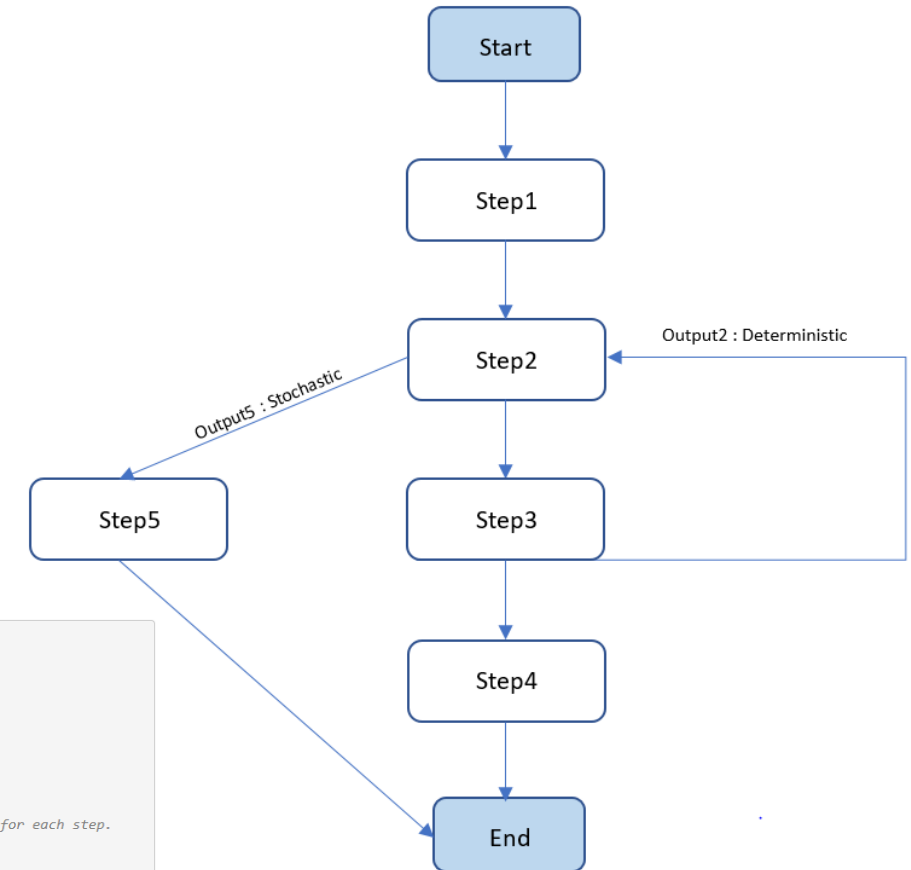 Start
Step1
Step2
Output2 : Deterministic
Output5 : Stochastic
Step5
Step3
Step4
for each step.
End